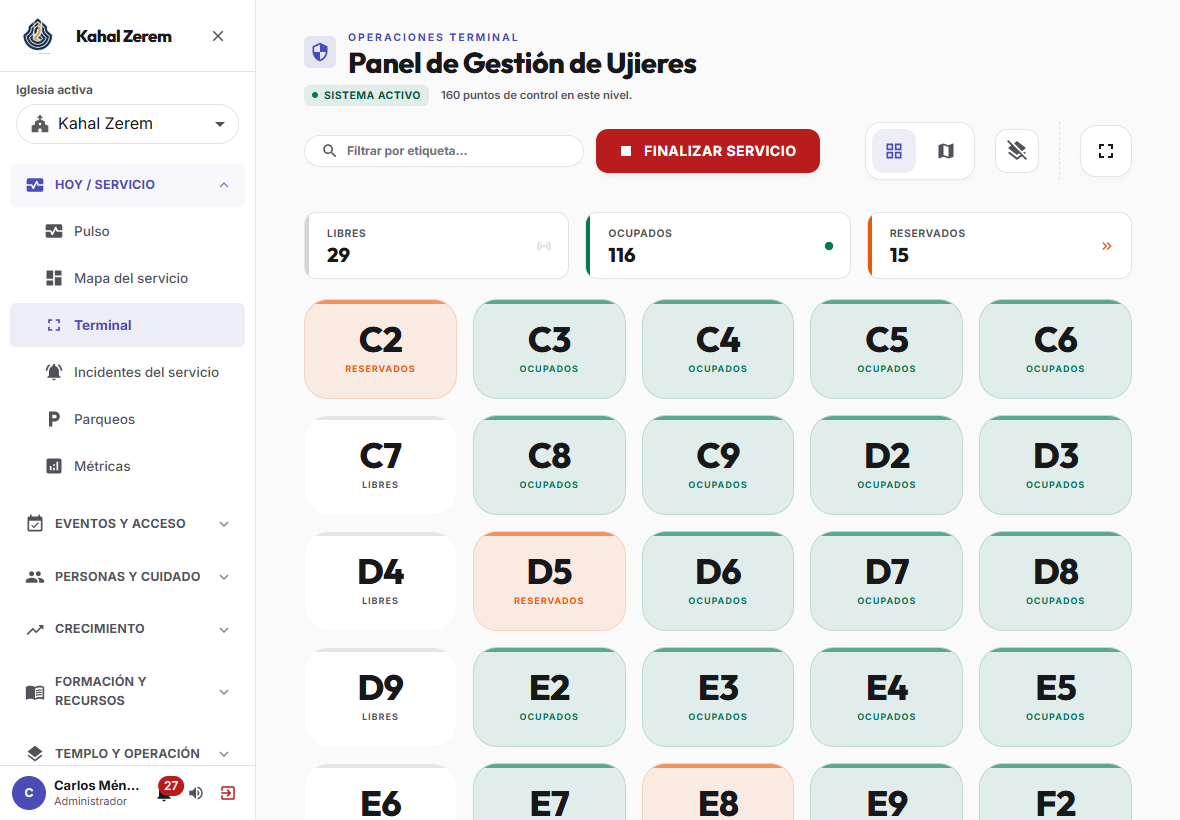 Kahal Zerem
Iglesia activa
Kahal Zerem
HOY / SERVICIO
Pulso
Mapa del servicio
Terminal
Incidentes del servicio
Parqueos
Métricas
EVENTOS Y ACCESO
PERSONAS Y CUIDADO
CRECIMIENTO
FORMACIÓN Y
RECURSOS
TEMPLO Y OPERACIÓN
C
Carlos Mén...
Administrador
27
OPERACIONES TERMINAL
Panel de Gestión de Ujieres
SISTEMA ACTIVO
160 puntos de control en este nivel.
Filtrar por etiqueta...
FINALIZAR SERVICIO
LIBRES
29
OCUPADOS
116
RESERVADOS
15
C2
RESERVADOS
C3
OCUPADOS
C4
OCUPADOS
C5
OCUPADOS
C6
OCUPADOS
C7
LIBRES
C8
OCUPADOS
C9
OCUPADOS
D2
OCUPADOS
D3
OCUPADOS
D4
LIBRES
D5
RESERVADOS
D6
OCUPADOS
D7
OCUPADOS
D8
OCUPADOS
D9
LIBRES
E2
OCUPADOS
E3
OCUPADOS
E4
OCUPADOS
E5
OCUPADOS
E6
E7
E8
E9
F2